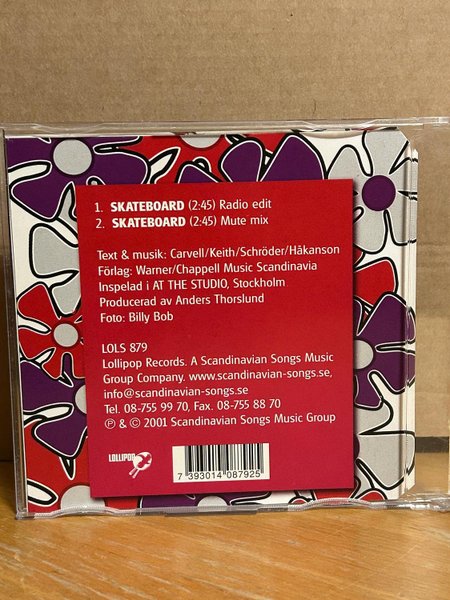 1. SKATEBOARD (2:45) Radio edit
2. SKATEBOARD (2:45) Mute mix
Text & musik: Carvell/Keith/Schröder/Håkanson
Förlag: Warner/Chappell Music Scandinavia
Inspelad i AT THE STUDIO, Stockholm
Producerad av Anders Thorslund
Foto: Billy Bob
LOLS 879
Lollipop Records. A Scandinavian Songs Music
Group Company. www.scandinavian-songs.se,
info@scandinavian-songs.se
Tel. 08-755 99 70, Fax. 08-755 88 70
℗ & © 2001 Scandinavian Songs Music Group
LOLLIPOP
7 393014 087925